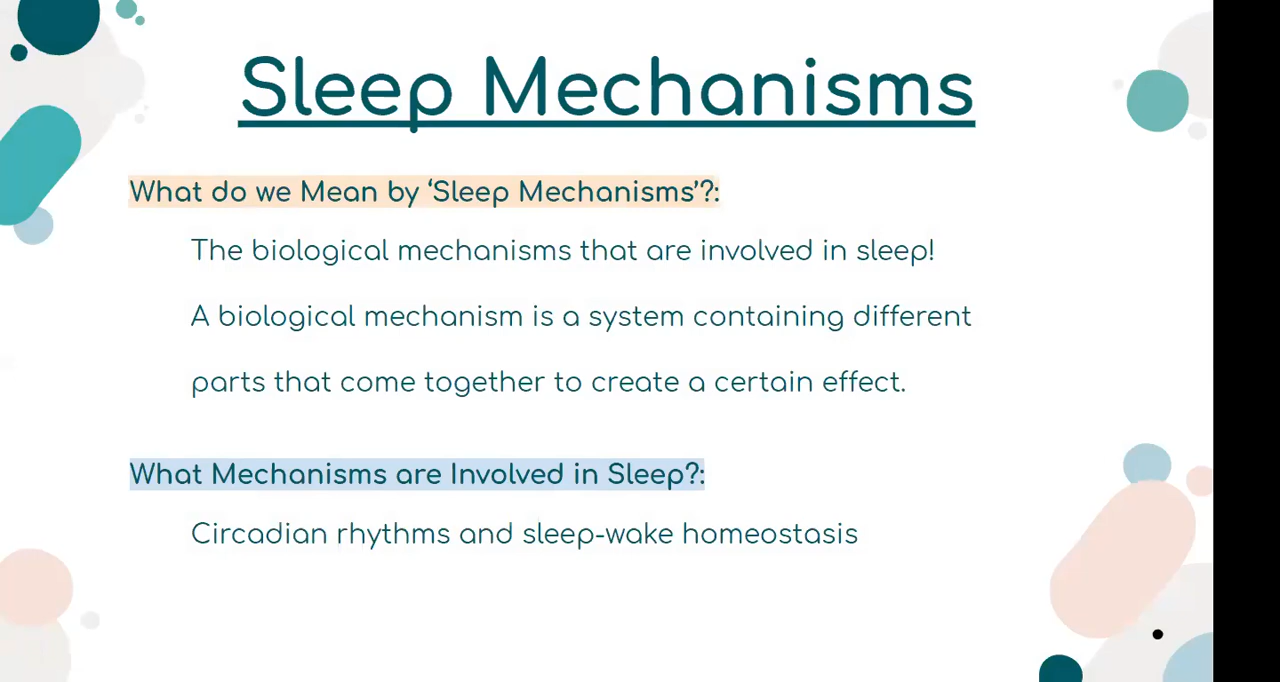 Sleep Mechanisms
What do we Mean by ‘Sleep Mechanisms’?:
The biological mechanisms that are involved in sleep!
A biological mechanism is a system containing different
parts that come together to create a certain effect.
What Mechanisms are Involved in Sleep?:
Circadian rhythms and sleep-wake homeostasis